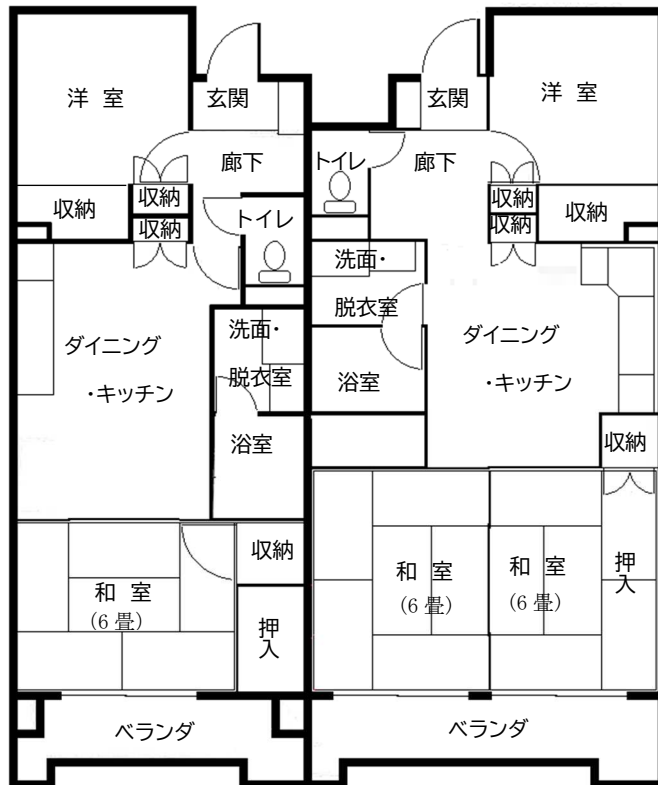 洋 室
玄関
廊下
収納
収納
収納
トイレ
洗面・
脱衣室
ダイニング
・キッチン
浴室
和 室
(6 畳)
収納
押入
ベランダ
玄関
洋 室
トイレ
廊下
収納
収納
収納
洗面・
脱衣室
ダイニング
・キッチン
浴室
収納
和 室
(6 畳)
和 室
(6 畳)
押入
ベランダ